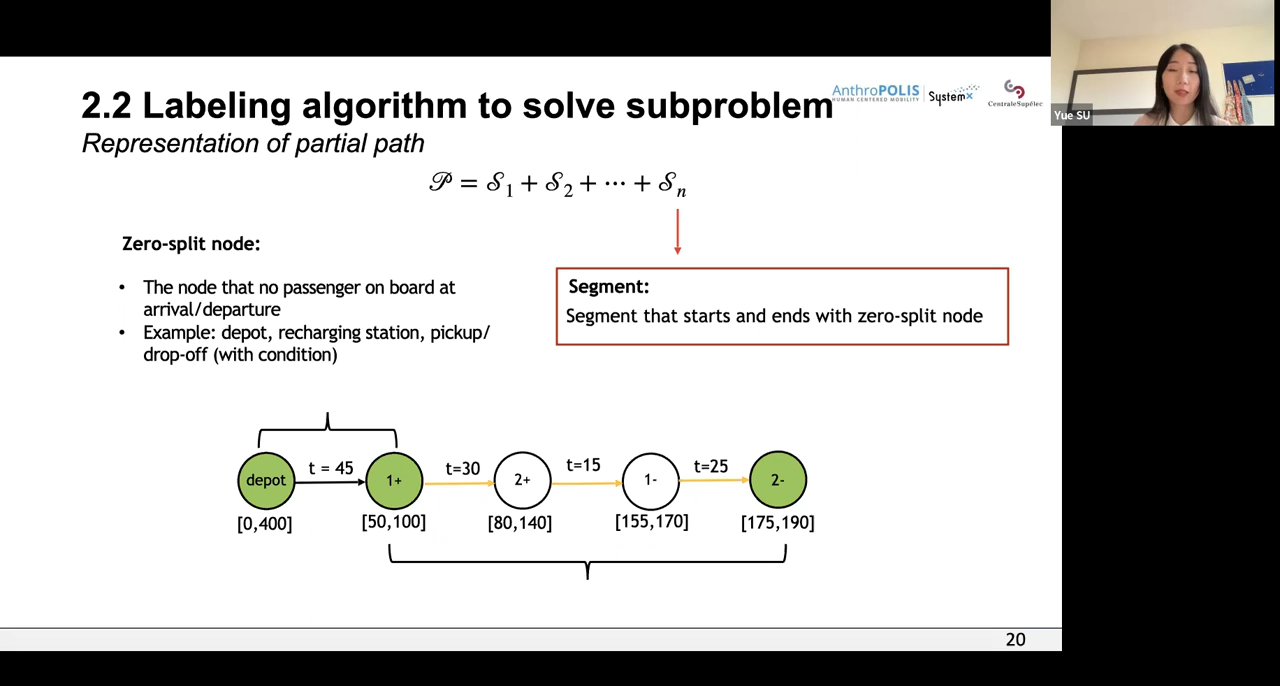 2.2 Labeling algorithm to solve subproblem
AnthroPOLIS
HUMAN CENTERED MOBILITY
SystemX
CentraleSupélec
Yue SU
Representation of partial path
𝒫 = 𝒮₁ + 𝒮₂ + ⋯ + 𝒮ₙ
Zero-split node:
• The node that no passenger on board at
arrival/departure
• Example: depot, recharging station, pickup/
drop-off (with condition)
Segment:
Segment that starts and ends with zero-split node
depot t = 45 1+ t=30 2+ t=15 1- t=25 2-
[0,400] [50,100] [80,140] [155,170] [175,190]
20